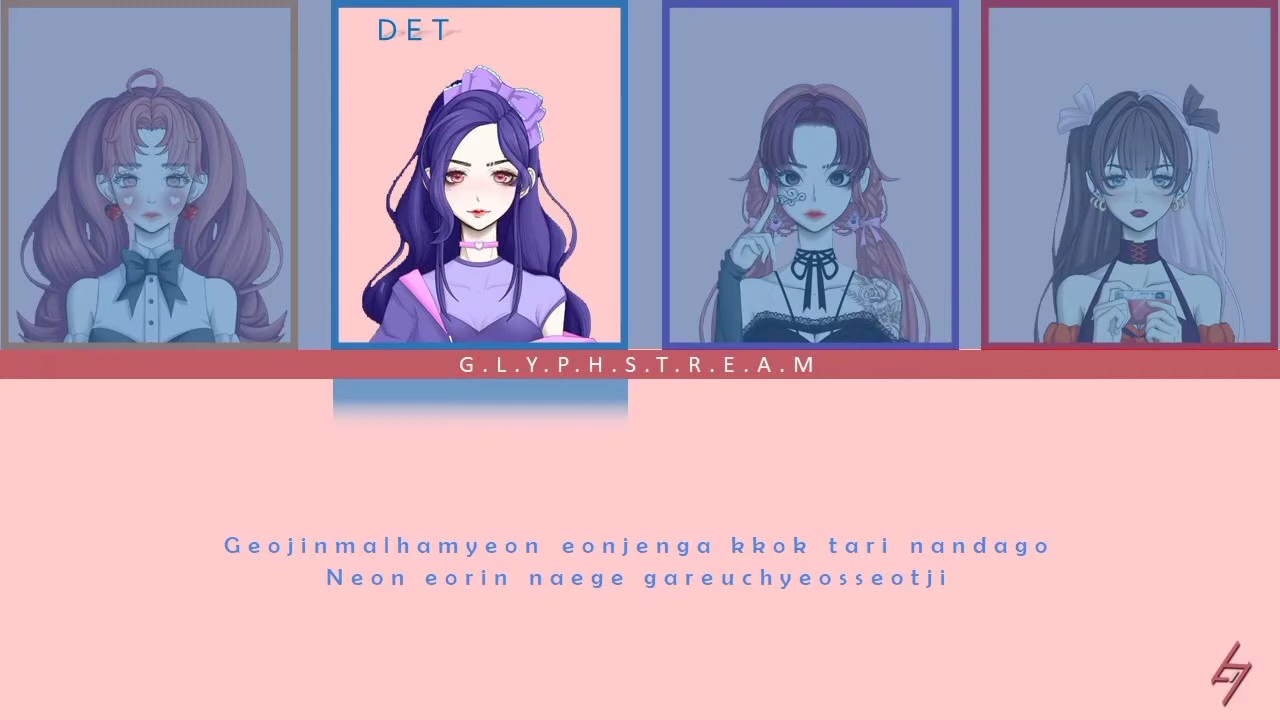 DET
G.L.Y.P.H.S.T.R.E.A.M
Geojinmalhamyeon eonjenga kkok tari nandago
Neon eorin naege gareuchyeosseotji